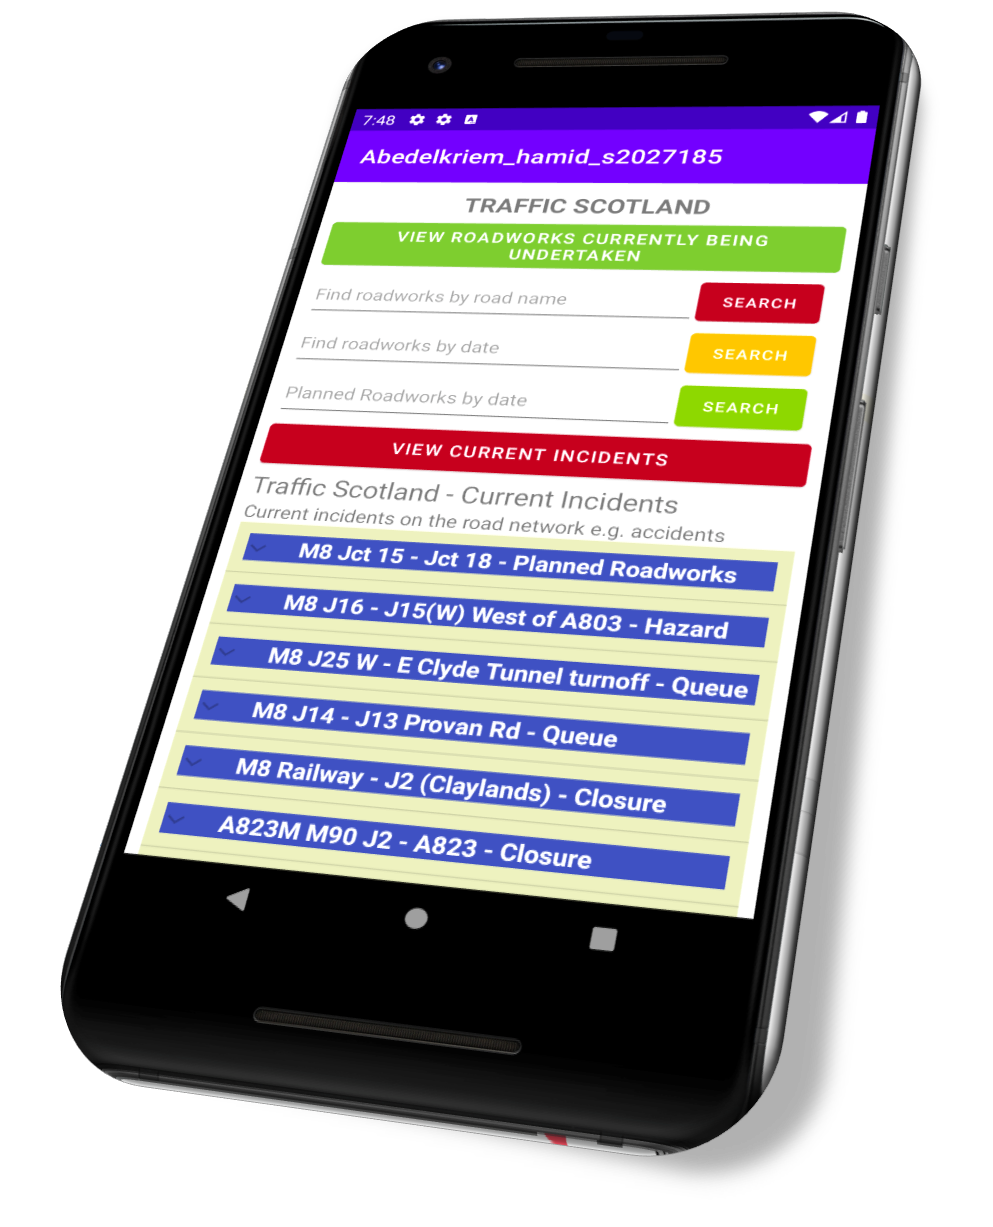 7:48
Abedelkriem_hamid_s2027185
TRAFFIC SCOTLAND
VIEW ROADWORKS CURRENTLY BEING
UNDERTAKEN
Find roadworks by road name
SEARCH
Find roadworks by date
SEARCH
Planned Roadworks by date
SEARCH
VIEW CURRENT INCIDENTS
Traffic Scotland - Current Incidents
Current incidents on the road network e.g. accidents
M8 Jct 15 - Jct 18 - Planned Roadworks
M8 J16 - J15(W) West of A803 - Hazard
M8 J25 W - E Clyde Tunnel turnoff - Queue
M8 J14 - J13 Provan Rd - Queue
M8 Railway - J2 (Claylands) - Closure
A823M M90 J2 - A823 - Closure